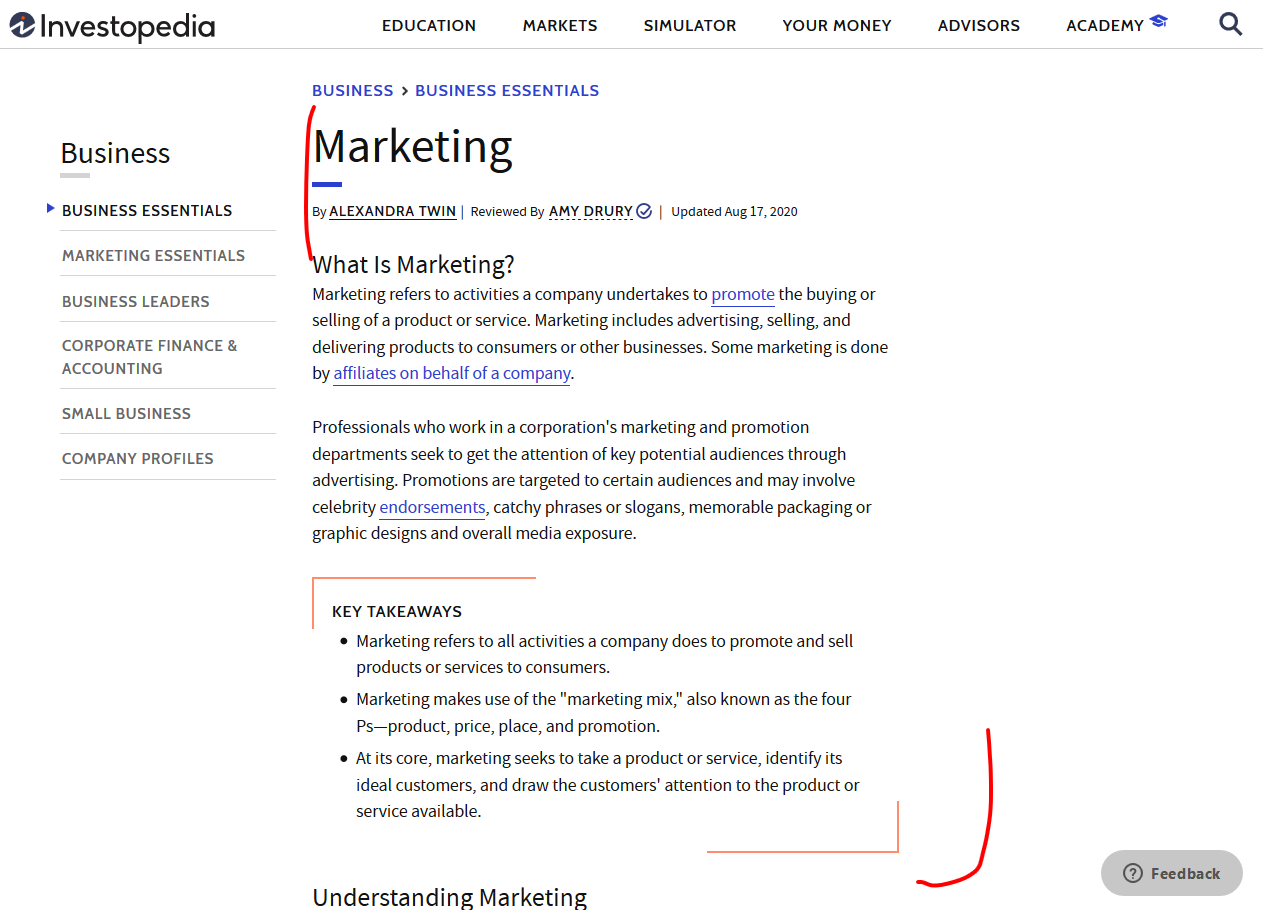 Investopedia
EDUCATION MARKETS SIMULATOR YOUR MONEY ADVISORS ACADEMY
BUSINESS > BUSINESS ESSENTIALS
Business
BUSINESS ESSENTIALS
MARKETING ESSENTIALS
BUSINESS LEADERS
CORPORATE FINANCE &
ACCOUNTING
SMALL BUSINESS
COMPANY PROFILES
Marketing
By ALEXANDRA TWIN | Reviewed By AMY DRURY | Updated Aug 17, 2020
What Is Marketing?
Marketing refers to activities a company undertakes to promote the buying or
selling of a product or service. Marketing includes advertising, selling, and
delivering products to consumers or other businesses. Some marketing is done
by affiliates on behalf of a company.
Professionals who work in a corporation's marketing and promotion
departments seek to get the attention of key potential audiences through
advertising. Promotions are targeted to certain audiences and may involve
celebrity endorsements, catchy phrases or slogans, memorable packaging or
graphic designs and overall media exposure.
KEY TAKEAWAYS
• Marketing refers to all activities a company does to promote and sell
products or services to consumers.
• Marketing makes use of the "marketing mix," also known as the four
Ps—product, price, place, and promotion.
• At its core, marketing seeks to take a product or service, identify its
ideal customers, and draw the customers' attention to the product or
service available.
Understanding Marketing
? Feedback